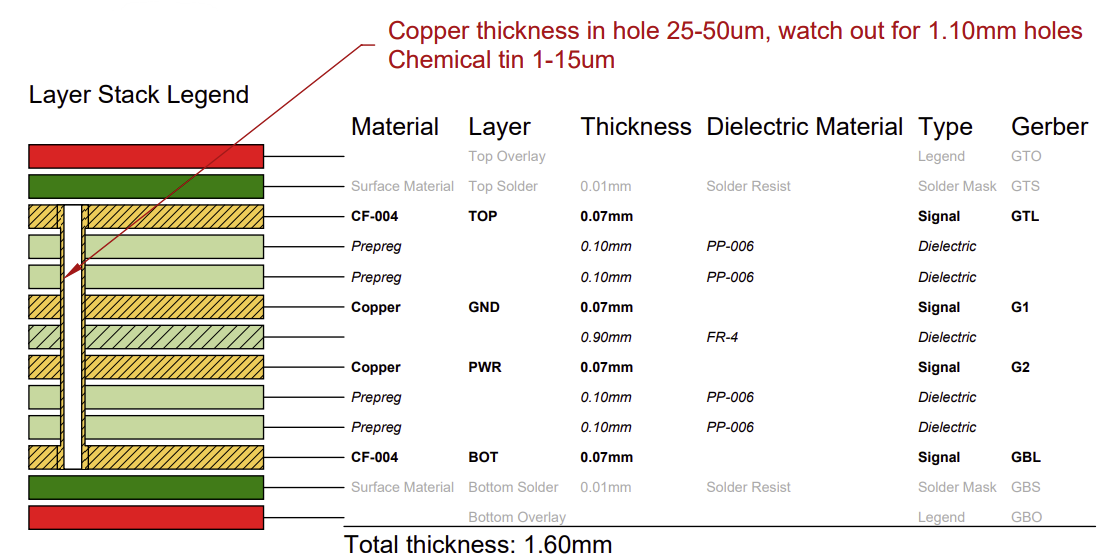 Copper thickness in hole 25-50um, watch out for 1.10mm holes
Chemical tin 1-15um
Layer Stack Legend
Material Layer Thickness Dielectric Material Type Gerber
Top Overlay Legend GTO
Surface Material Top Solder 0.01mm Solder Resist Solder Mask GTS
CF-004 TOP 0.07mm Signal GTL
Prepreg 0.10mm PP-006 Dielectric
Prepreg 0.10mm PP-006 Dielectric
Copper GND 0.07mm Signal G1
0.90mm FR-4 Dielectric
Copper PWR 0.07mm Signal G2
Prepreg 0.10mm PP-006 Dielectric
Prepreg 0.10mm PP-006 Dielectric
CF-004 BOT 0.07mm Signal GBL
Surface Material Bottom Solder 0.01mm Solder Resist Solder Mask GBS
Bottom Overlay Legend GBO
Total thickness: 1.60mm